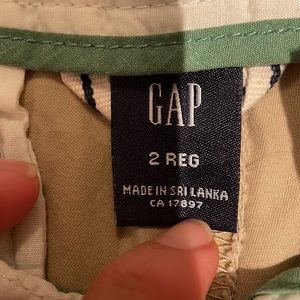 GAP
2 REG
MADE IN SRI LANKA
CA 17897